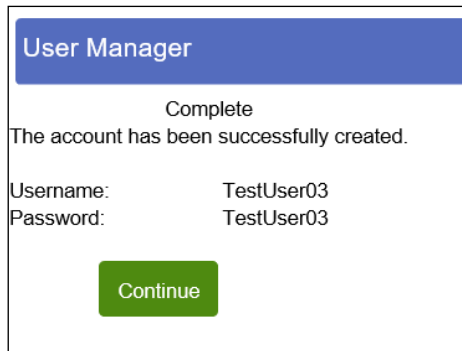 User Manager
Complete
The account has been successfully created.
Username: TestUser03
Password: TestUser03
Continue